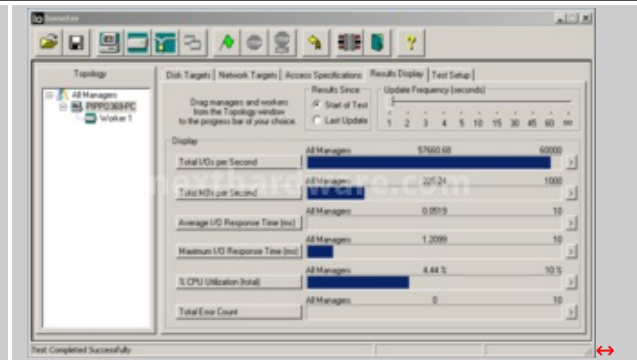 Iometer
Topology
All Managers
PIPPO369-PC
Worker 1
Disk Targets Network Targets Access Specifications Results Display Test Setup
Drag managers and workers
from the Topology window
to the progress bar of your choice.
Results Since
Start of Test
Last Update
Update Frequency (seconds)
1 2 3 4 5 10 15 30 45 60 ∞
Display
Total I/Os per Second
All Managers 57660.68 60000
Total MBs per Second
All Managers 225.24 1000
Average I/O Response Time (ms)
All Managers 0.0519 10
Maximum I/O Response Time (ms)
All Managers 1.2099 10
% CPU Utilization (total)
All Managers 4.44 % 10 %
Total Error Count
All Managers 0 10
nexthardware.com
Test Completed Successfully